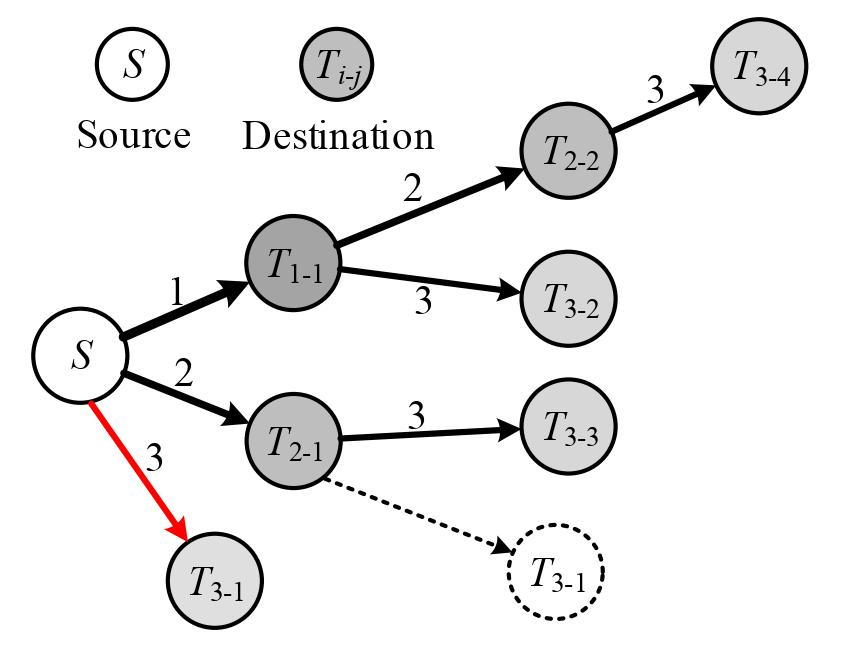 S
T_{i-j}
Source
Destination
T_{3-4}
3
T_{2-2}
2
T_{1-1}
1
3
T_{3-2}
S
2
3
T_{3-3}
T_{2-1}
3
T_{3-1}
T_{3-1}